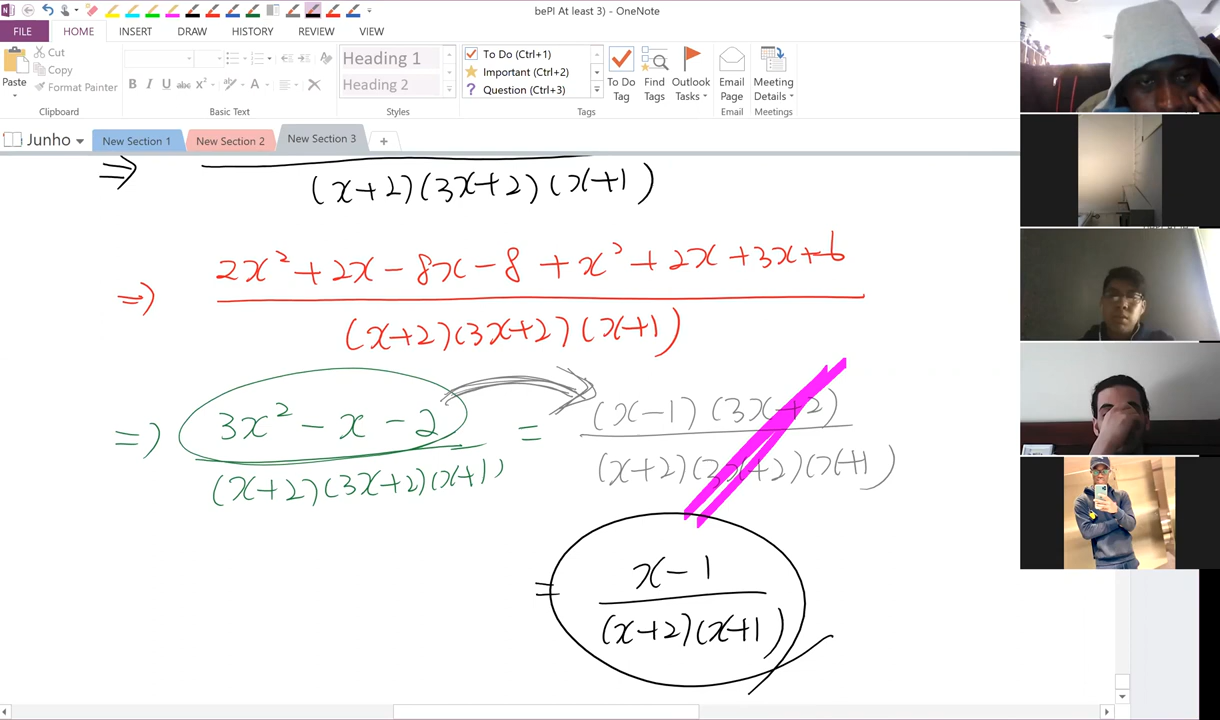 bePI At least 3) - OneNote
FILE HOME INSERT DRAW HISTORY REVIEW VIEW
Paste
Cut
Copy
Format Painter
Clipboard
B I U abc x²
Basic Text
Heading 1
Heading 2
Styles
To Do (Ctrl+1)
Important (Ctrl+2)
Question (Ctrl+3)
To Do Tag
Find Tags
Outlook Tasks
Tags
Email Page
Email
Meeting Details
Meetings
Junho New Section 1 New Section 2 New Section 3 +
⇒ (x+2)(3x+2)(x+1)
2x² + 2x - 8x - 8 + x² + 2x + 3x + 6
⇒
(x+2)(3x+2)(x+1)
3x² - x - 2 (x-1)(3x+2)
⇒ =
(x+2)(3x+2)(x+1) (x+2)(3x+2)(x+1)
x-1
=
(x+2)(x+1)